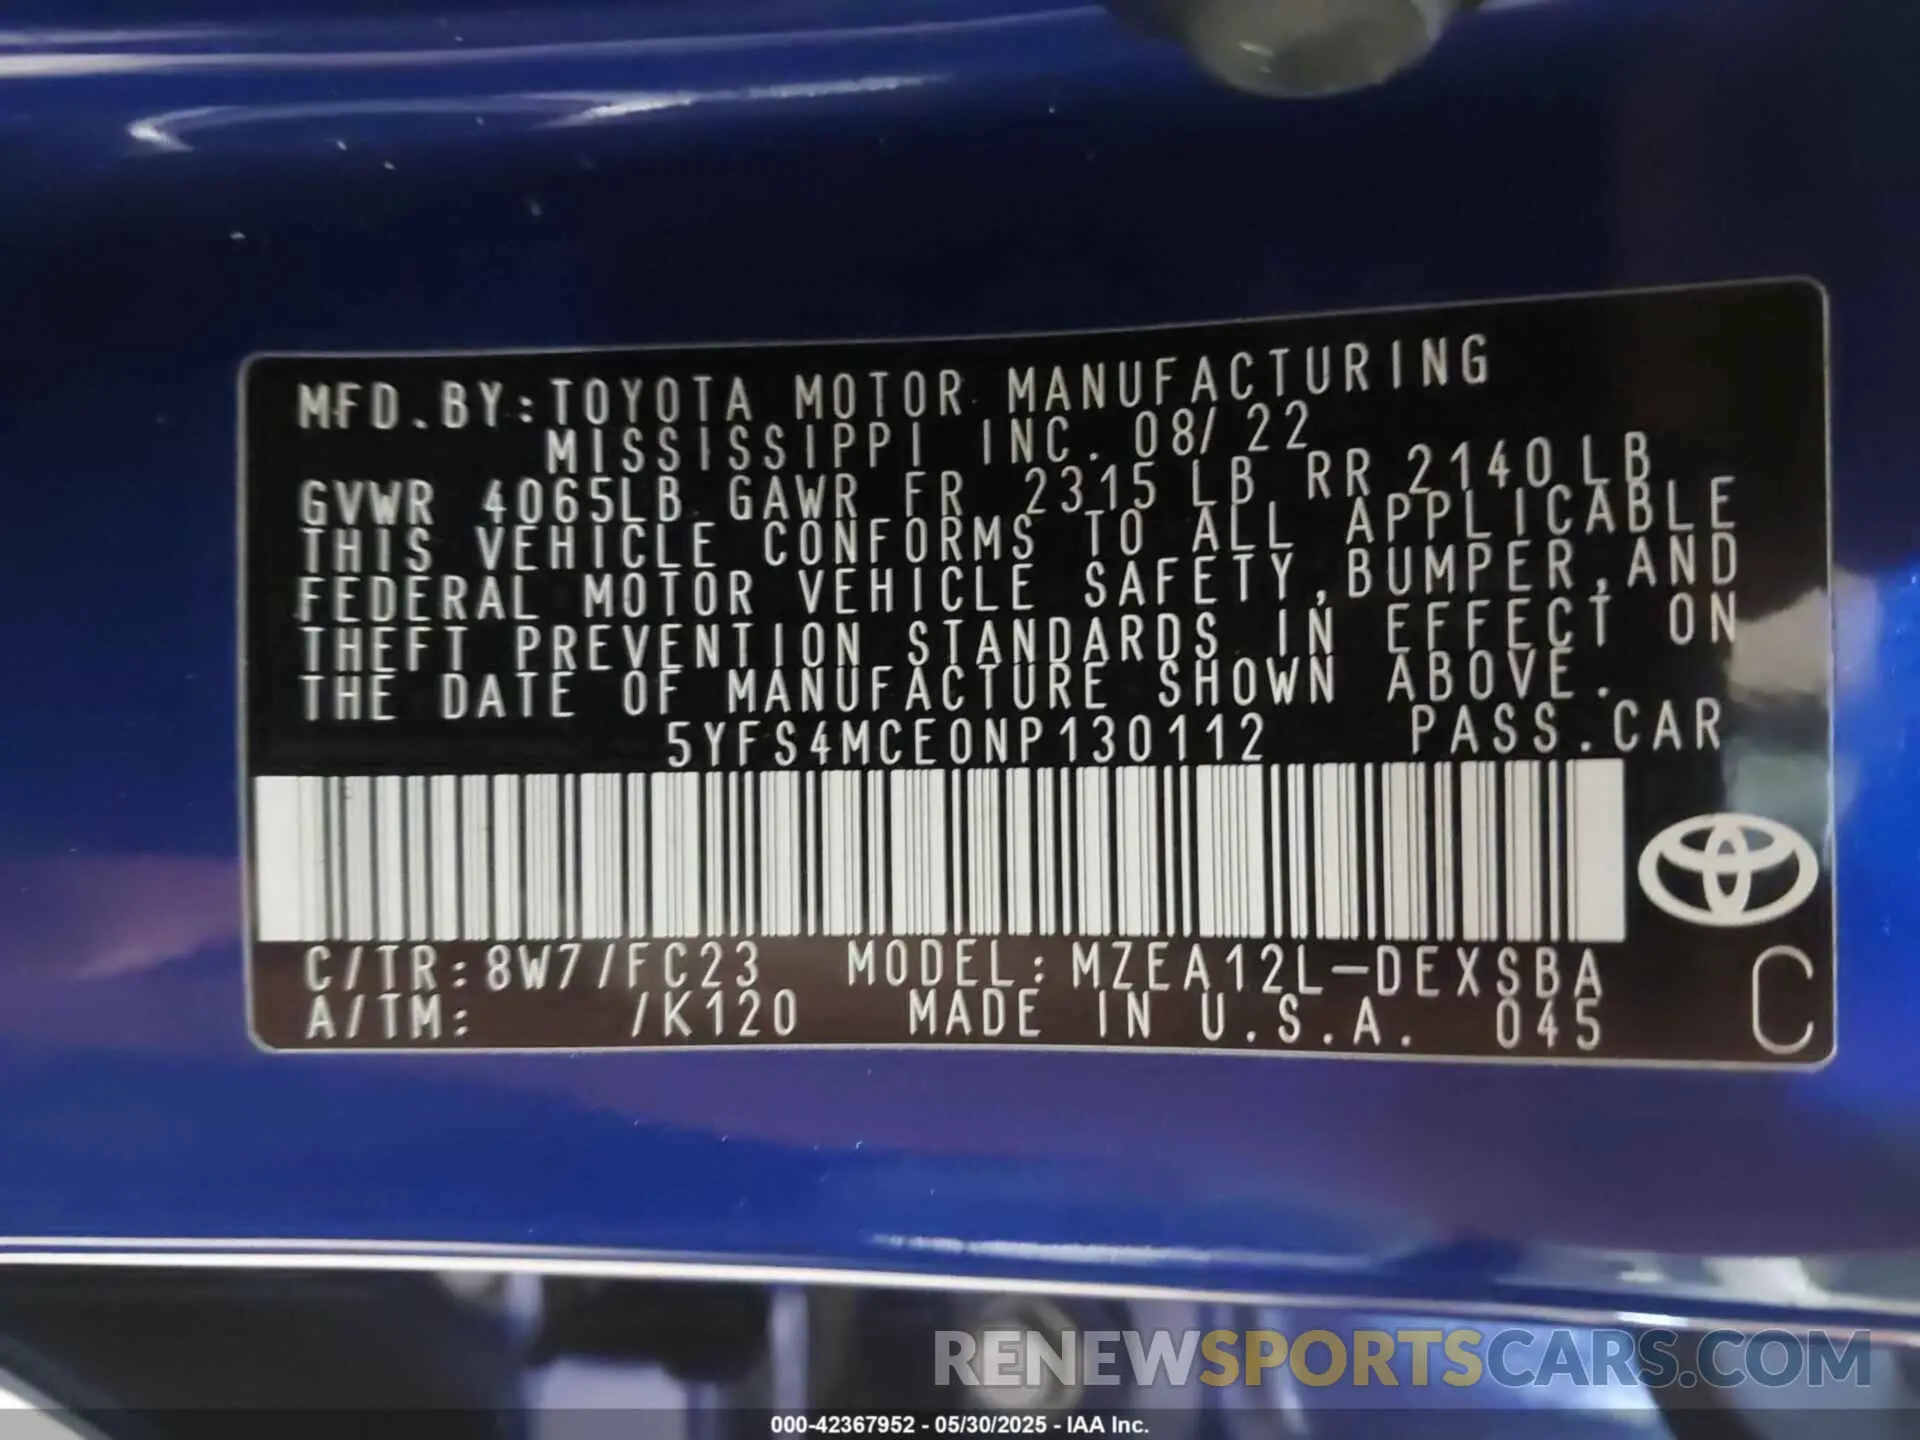 MFD.BY:TOYOTA MOTOR MANUFACTURING
MISSISSIPPI INC. 08/22
GVWR 4065LB GAWR FR 2315 LB RR 2140LB
THIS VEHICLE CONFORMS TO ALL APPLICABLE
FEDERAL MOTOR VEHICLE SAFETY,BUMPER,AND
THEFT PREVENTION STANDARDS IN EFFECT ON
THE DATE OF MANUFACTURE SHOWN ABOVE.
5YFS4MCE0NP130112 PASS.CAR
C/TR:8W7/FC23 MODEL:MZEA12L-DEXSBA
A/TM: /K120 MADE IN U.S.A. 045
C
RENEWSPORTSCARS.COM
000-42367952 - 05/30/2025 - IAA Inc.